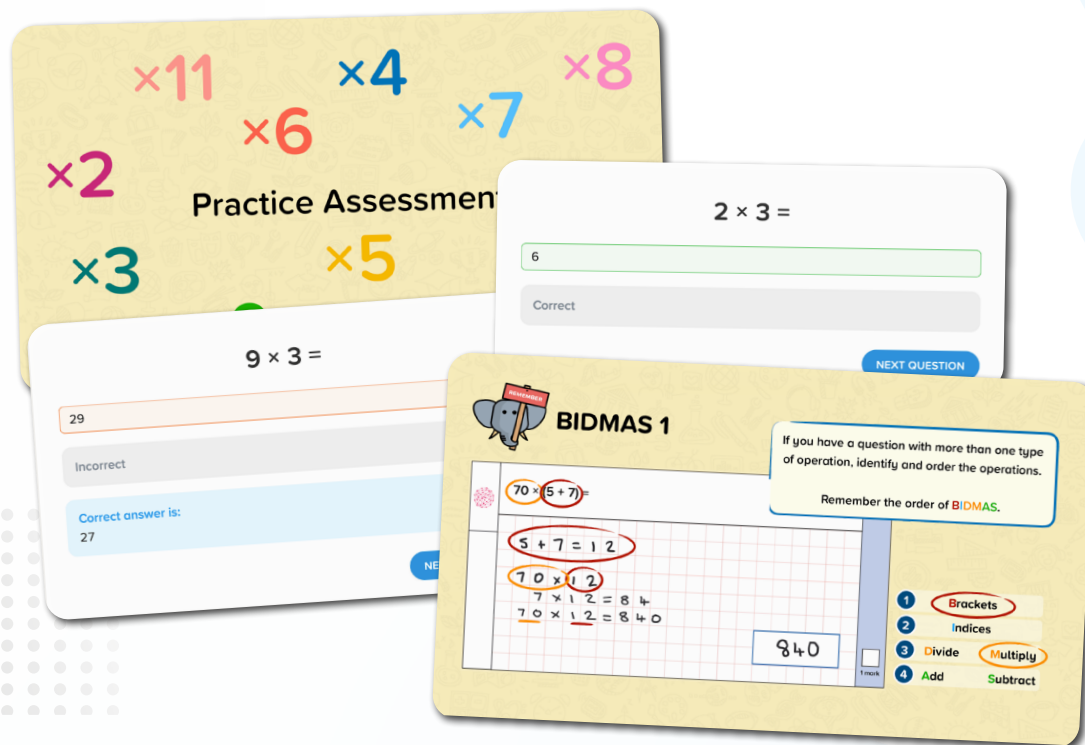 ×11
×4
×8
×6
×7
×2
Practice Assessmen
×3
×5
2 × 3 =
6
Correct
NEXT QUESTION
9 × 3 =
29
Incorrect
Correct answer is:
27
NE
REMEMBER
BIDMAS 1
If you have a question with more than one type
of operation, identify and order the operations.
Remember the order of BIDMAS.
70 × (5 + 7) =
5 + 7 = 12
70 × 12
7 × 12 = 84
70 × 12 = 840
840
1 mark
1 Brackets
2 Indices
3 Divide Multiply
4 Add Subtract